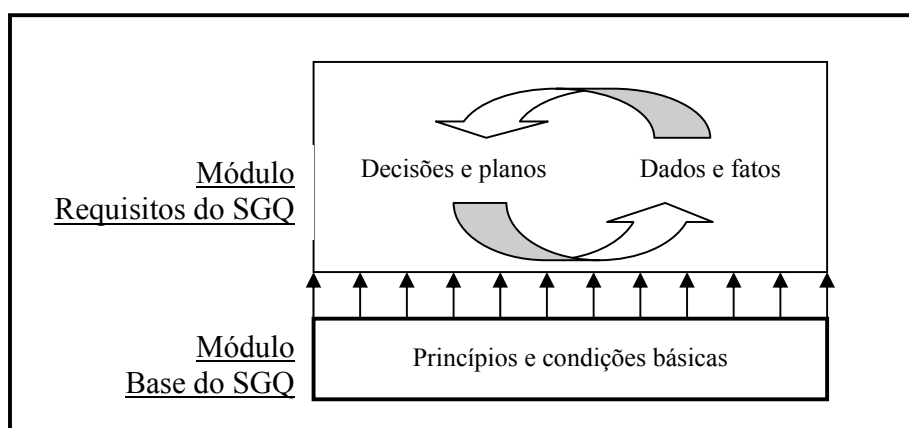 Módulo
Requisitos do SGQ
Decisões e planos
Dados e fatos
Módulo
Base do SGQ
Princípios e condições básicas